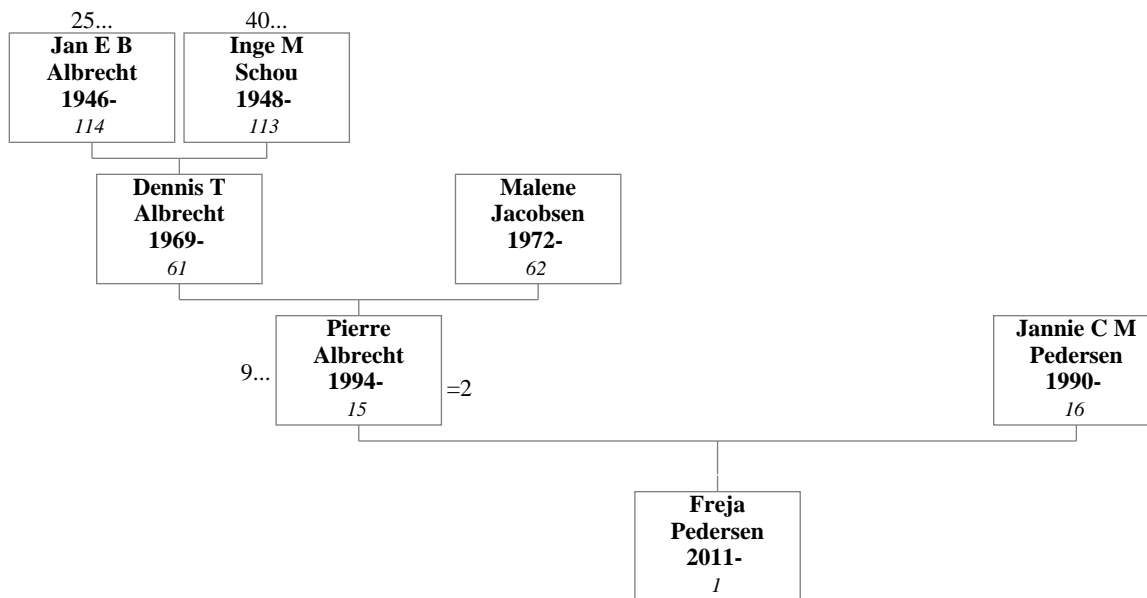 25...
40...
Jan E B
Albrecht
1946-
114
Inge M
Schou
1948-
113
Dennis T
Albrecht
1969-
61
Malene
Jacobsen
1972-
62
9...
Pierre
Albrecht
1994-
15
=2
Jannie C M
Pedersen
1990-
16
Freja
Pedersen
2011-
1